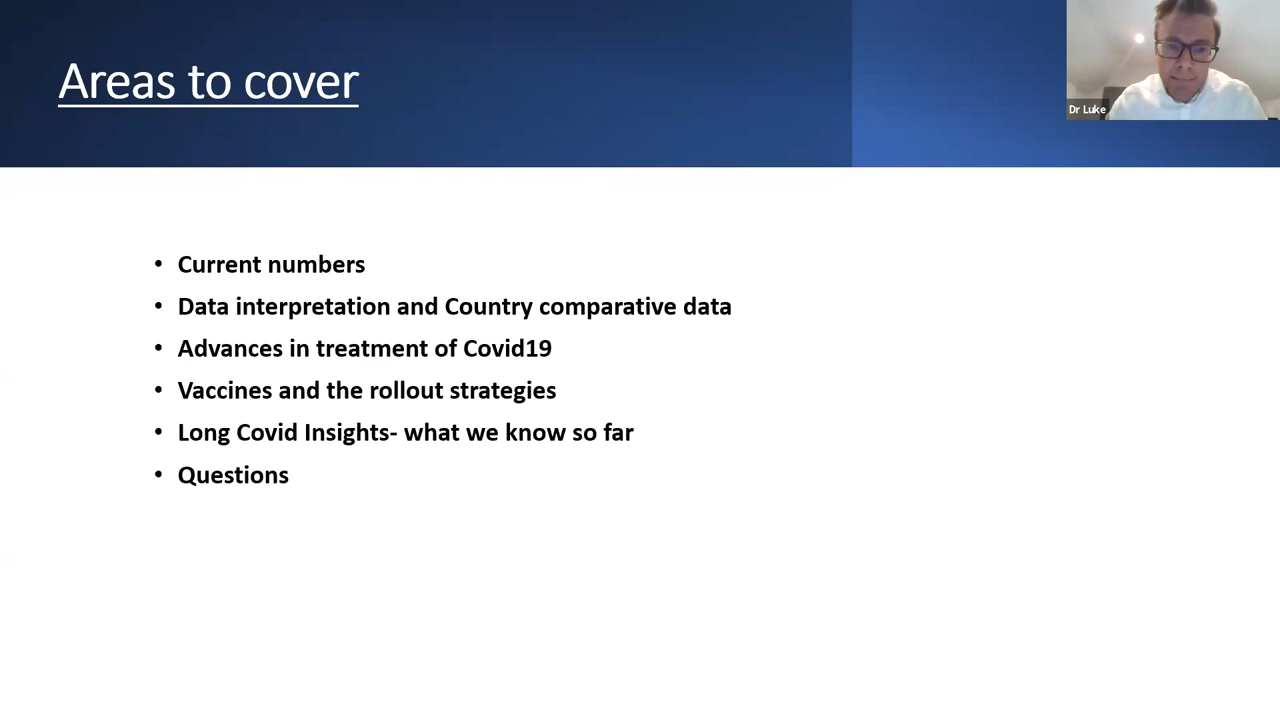 Areas to cover
Dr Luke
• Current numbers
• Data interpretation and Country comparative data
• Advances in treatment of Covid19
• Vaccines and the rollout strategies
• Long Covid Insights- what we know so far
• Questions